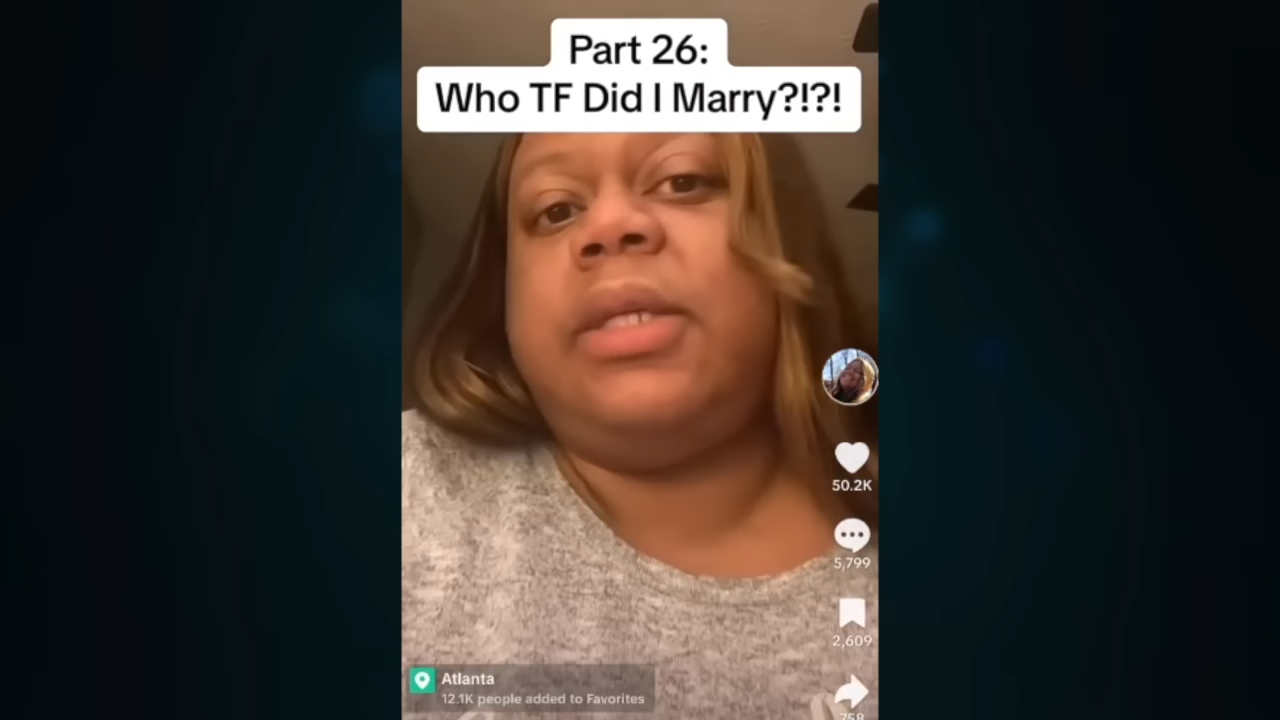 Part 26:
Who TF Did I Marry?!?!
50.2K
5,799
2,609
Atlanta
12.1K people added to Favorites
758